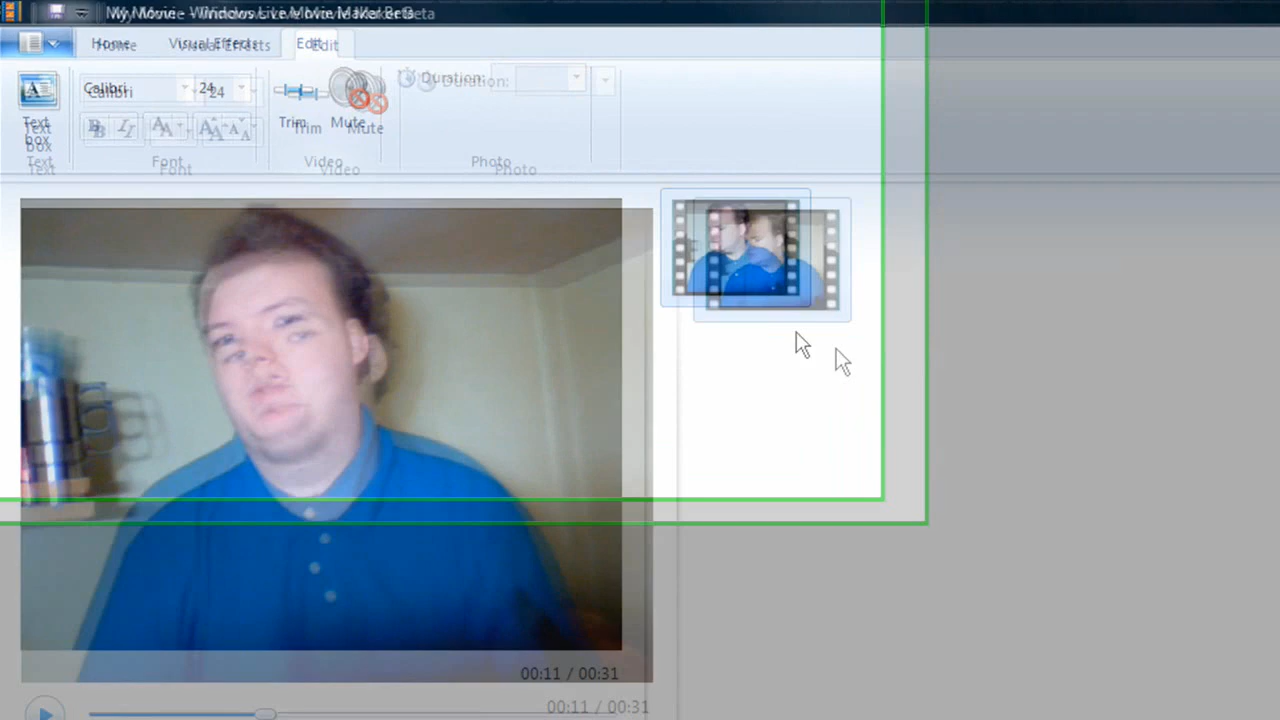 My Movie - Windows Live Movie Maker Beta
Home Visual Effects Edit
Calibri 24 Duration:
A
B I A A A
Text box Trim Mute
Text Font Video Photo
00:11 / 00:31
00:11 / 00:31